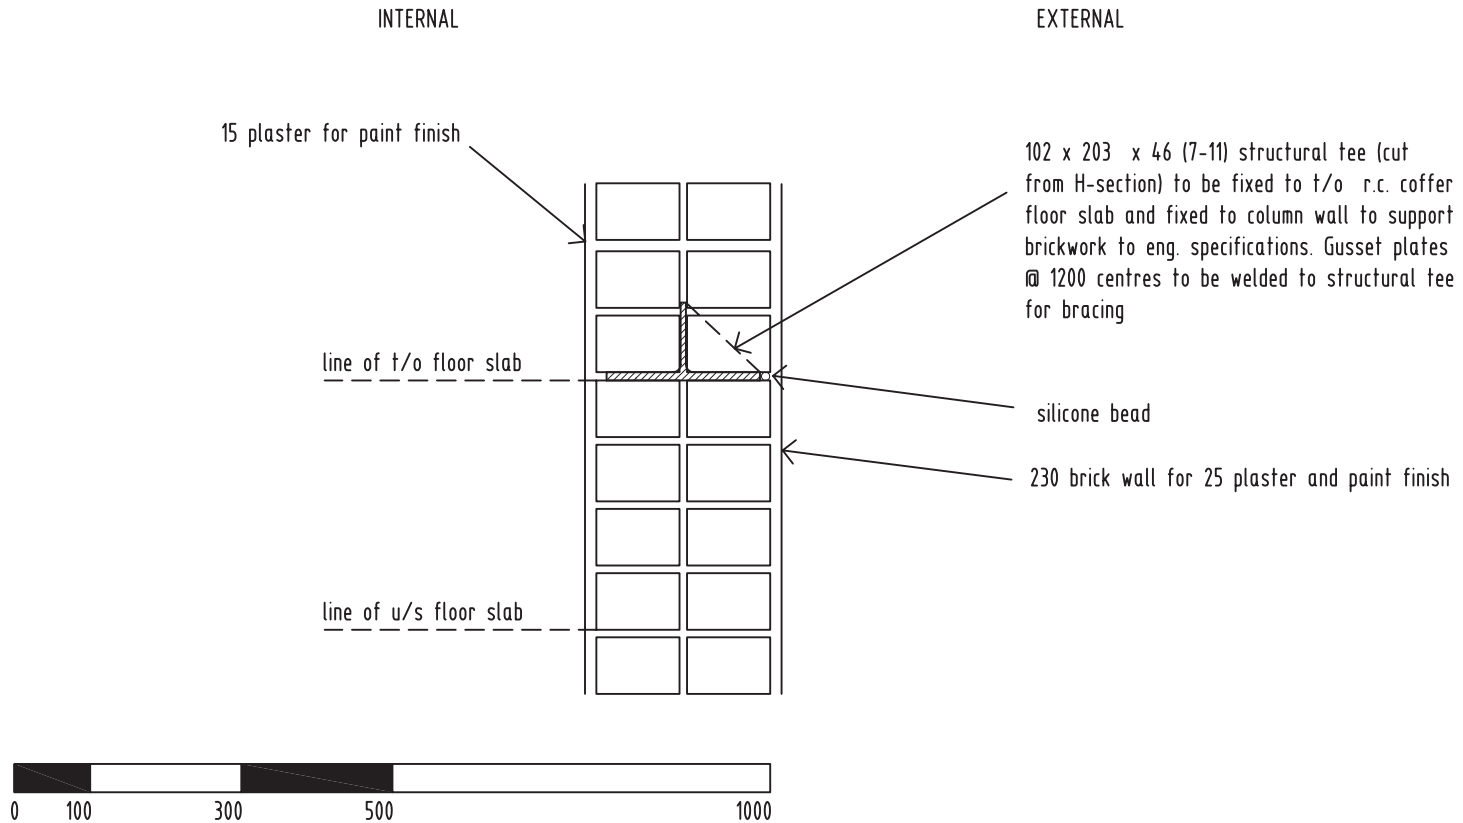 INTERNAL
EXTERNAL
15 plaster for paint finish
102 x 203 x 46 (7-11) structural tee (cut
from H-section) to be fixed to t/o r.c. coffer
floor slab and fixed to column wall to support
brickwork to eng. specifications. Gusset plates
@ 1200 centres to be welded to structural tee
for bracing
line of t/o floor slab
silicone bead
230 brick wall for 25 plaster and paint finish
line of u/s floor slab
0 100 300 500 1000